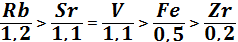 Rb/1,2 > Sr/1,1 = V/1,1 > Fe/0,5 > Zr/0,2